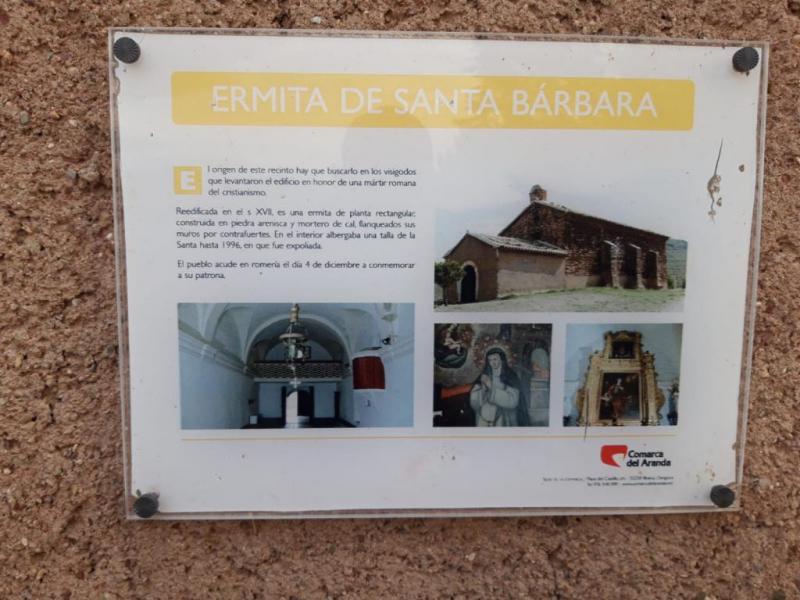 ERMITA DE SANTA BÁRBARA
El origen de este recinto hay que buscarlo en los visigodos
que levantaron el edificio en honor de una mártir romana
del cristianismo.
Reedificada en el s XVII, es una ermita de planta rectangular;
construida en piedra arenisca y mortero de cal, flanqueados sus
muros por contrafuertes. En el interior albergaba una talla de la
Santa hasta 1996, en que fue expoliada.
El pueblo acude en romería el día 4 de diciembre a conmemorar
a su patrona.
Comarca
del Aranda